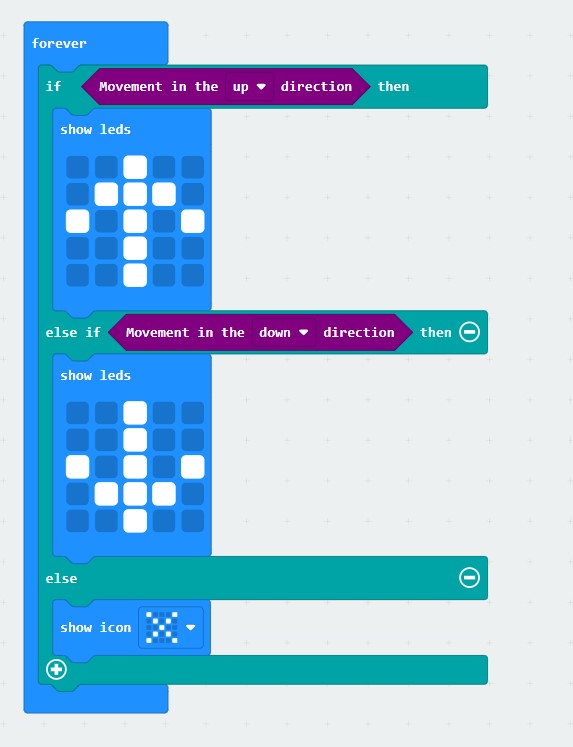 forever
if Movement in the up direction then
show leds
else if Movement in the down direction then
show leds
else
show icon